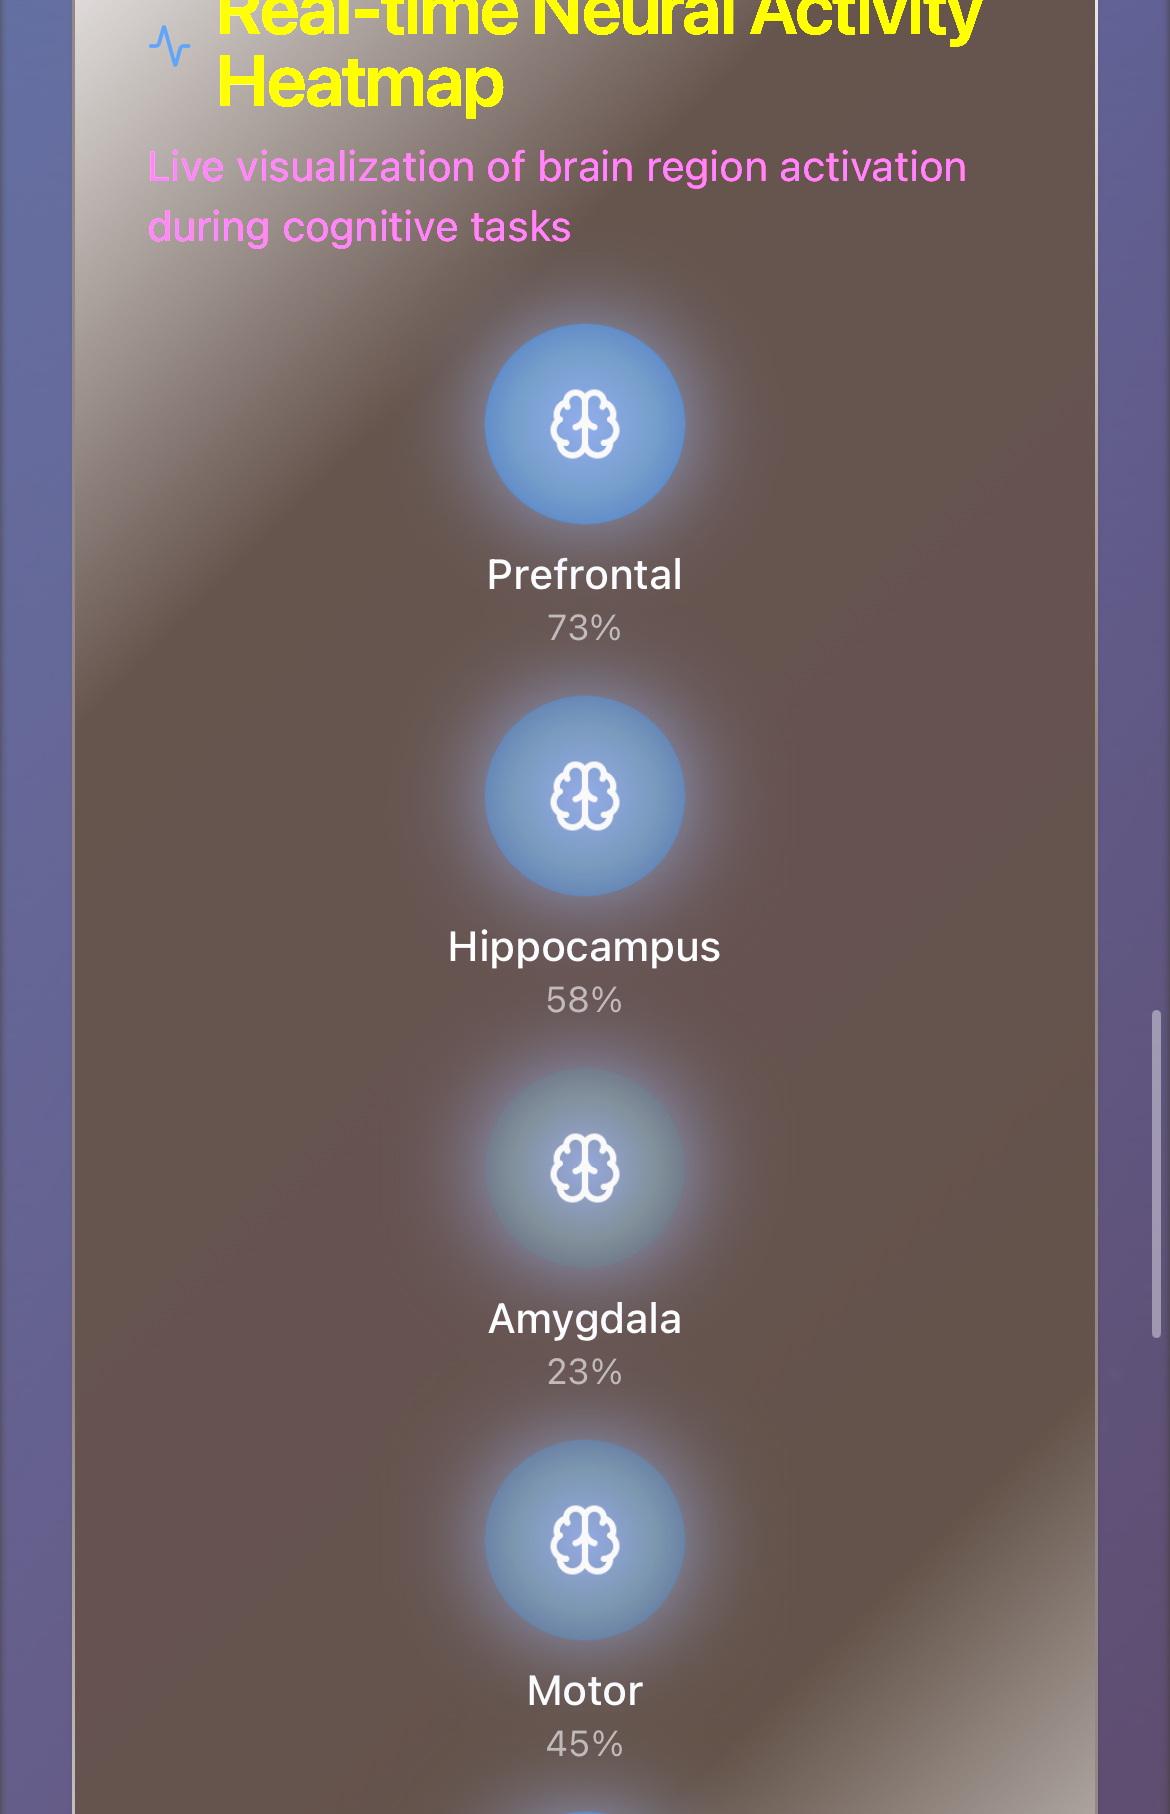 Real-time Neural Activity
Heatmap
Live visualization of brain region activation
during cognitive tasks
Prefrontal
73%
Hippocampus
58%
Amygdala
23%
Motor
45%